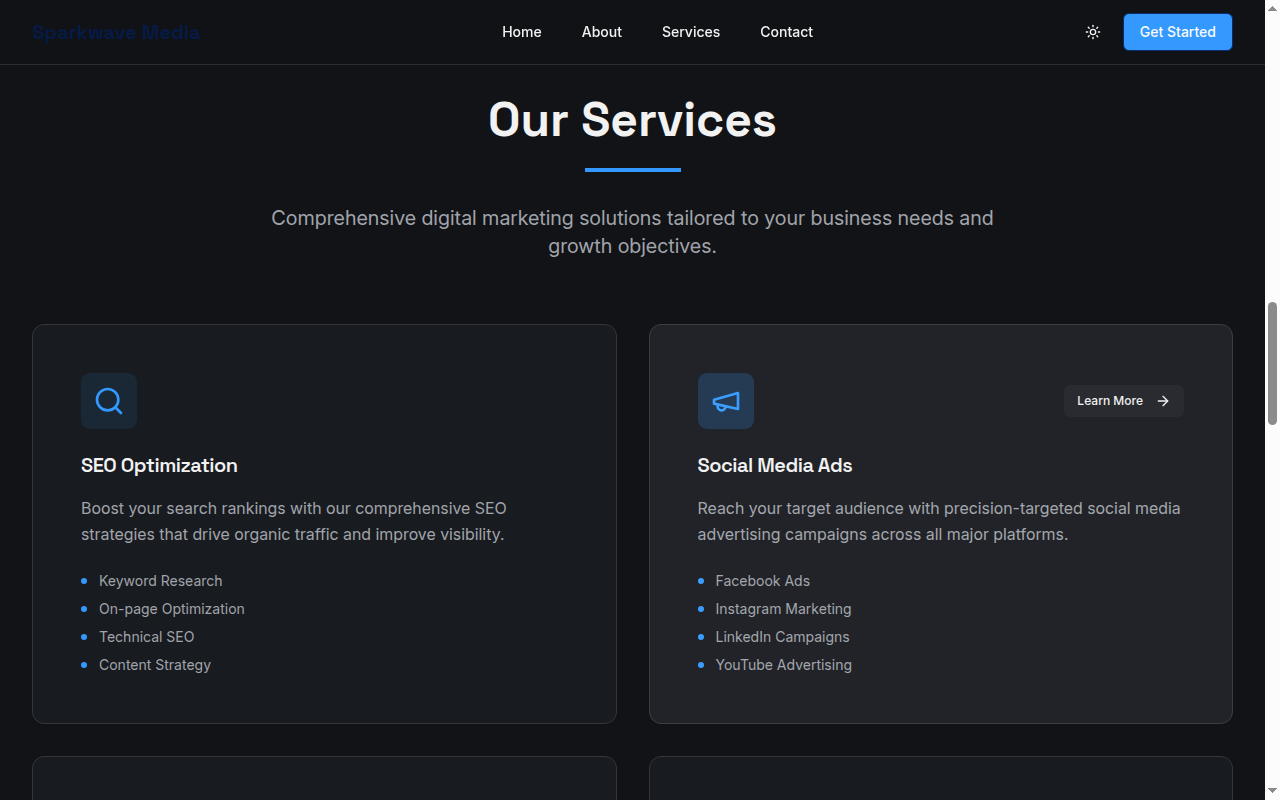 Sparkwave Media
Home
About
Services
Contact
Get Started
Our Services
Comprehensive digital marketing solutions tailored to your business needs and
growth objectives.
SEO Optimization
Boost your search rankings with our comprehensive SEO
strategies that drive organic traffic and improve visibility.
Keyword Research
On-page Optimization
Technical SEO
Content Strategy
Learn More
Social Media Ads
Reach your target audience with precision-targeted social media
advertising campaigns across all major platforms.
Facebook Ads
Instagram Marketing
LinkedIn Campaigns
YouTube Advertising